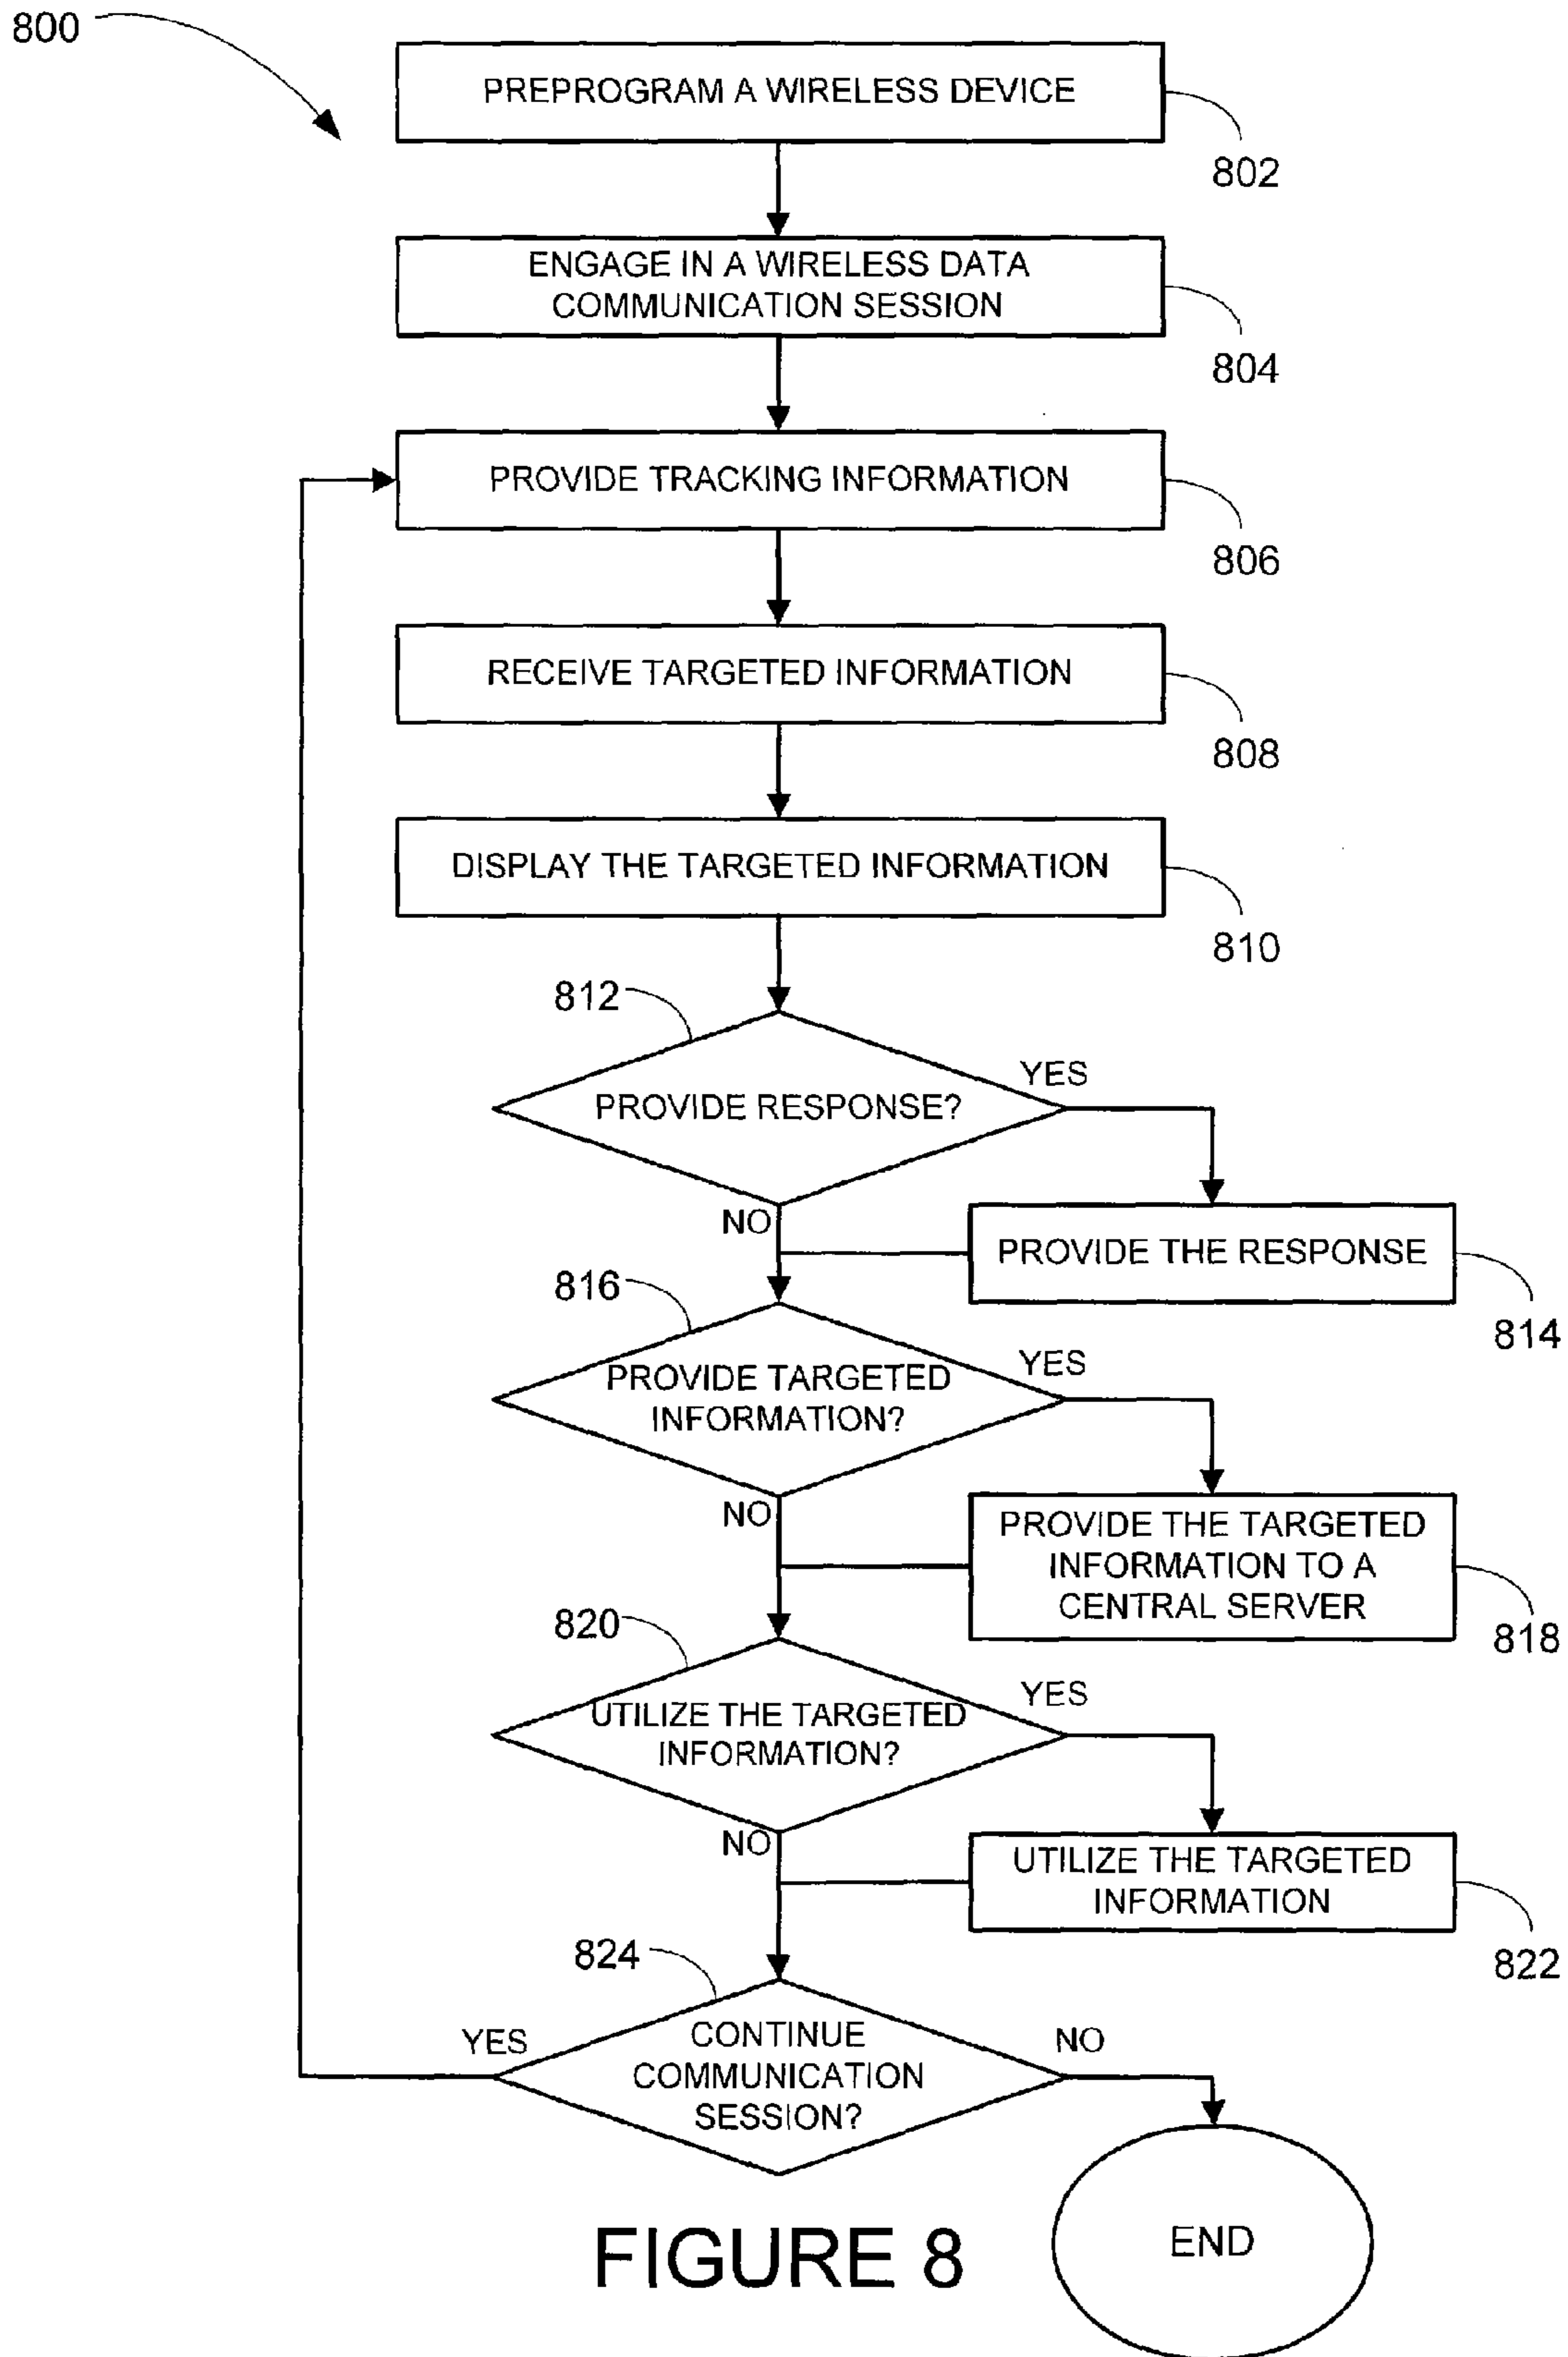 800
PREPROGRAM A WIRELESS DEVICE
802
ENGAGE IN A WIRELESS DATA
COMMUNICATION SESSION
804
PROVIDE TRACKING INFORMATION
806
RECEIVE TARGETED INFORMATION
808
DISPLAY THE TARGETED INFORMATION
810
812
PROVIDE RESPONSE?
YES
NO
PROVIDE THE RESPONSE
814
816
PROVIDE TARGETED
INFORMATION?
YES
NO
PROVIDE THE TARGETED
INFORMATION TO A
CENTRAL SERVER
818
820
UTILIZE THE TARGETED
INFORMATION?
YES
NO
UTILIZE THE TARGETED
INFORMATION
822
824
CONTINUE
COMMUNICATION
SESSION?
YES
NO
END
FIGURE 8